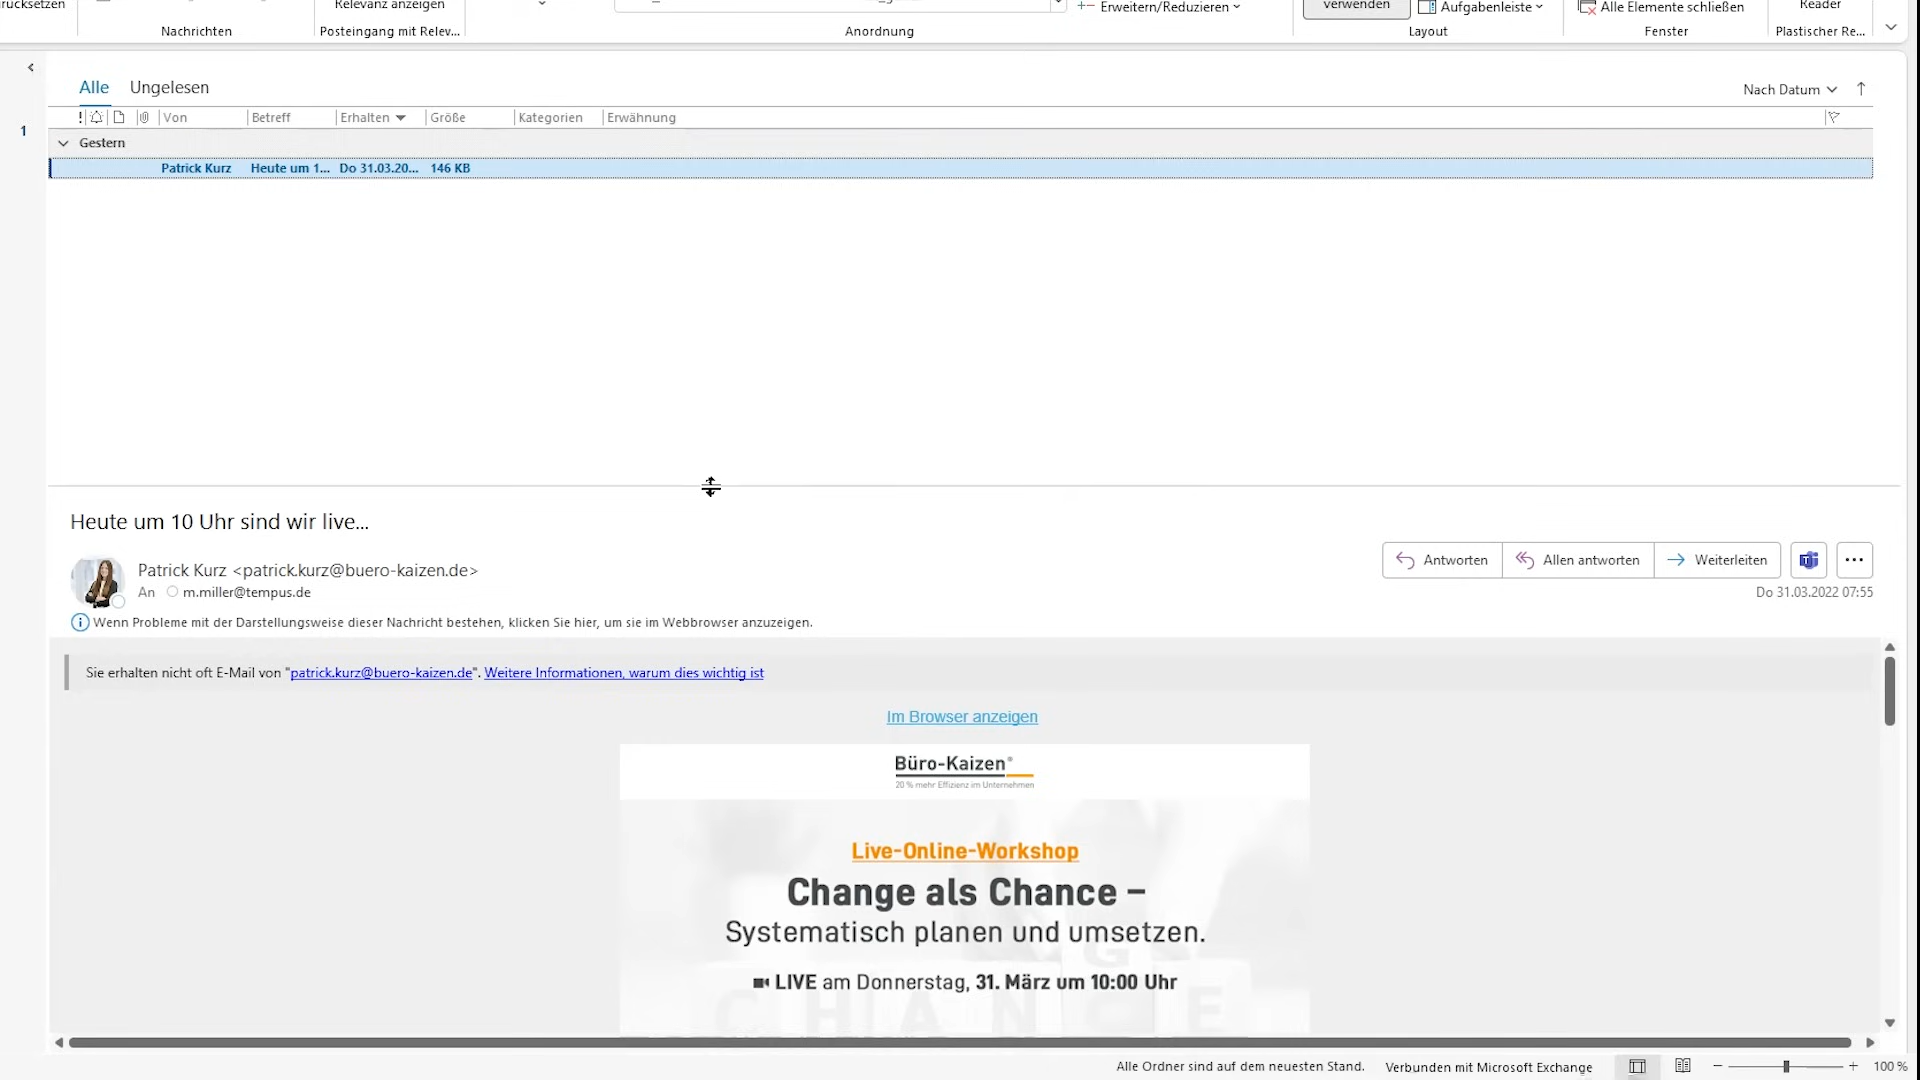 Relevanz anzeigen
Erweitern/Reduzieren
verwenden
Aufgabenleiste
Alle Elemente schließen
Reader
Nachrichten
Posteingang mit Relev...
Anordnung
Layout
Fenster
Plastischer Re...
Alle Ungelesen
Nach Datum
Von Betreff Erhalten Größe Kategorien Erwähnung
1
Gestern
Patrick Kurz Heute um 1... Do 31.03.20... 146 KB
Heute um 10 Uhr sind wir live...
Patrick Kurz <patrick.kurz@buero-kaizen.de>
An m.miller@tempus.de
Antworten Allen antworten Weiterleiten
Do 31.03.2022 07:55
Wenn Probleme mit der Darstellungsweise dieser Nachricht bestehen, klicken Sie hier, um sie im Webbrowser anzuzeigen.
Sie erhalten nicht oft E-Mail von "patrick.kurz@buero-kaizen.de". Weitere Informationen, warum dies wichtig ist
Im Browser anzeigen
Büro-Kaizen®
20 % mehr Effizienz im Unternehmen
Live-Online-Workshop
Change als Chance –
Systematisch planen und umsetzen.
LIVE am Donnerstag, 31. März um 10:00 Uhr
CHANGE
Alle Ordner sind auf dem neuesten Stand. Verbunden mit Microsoft Exchange 100 %